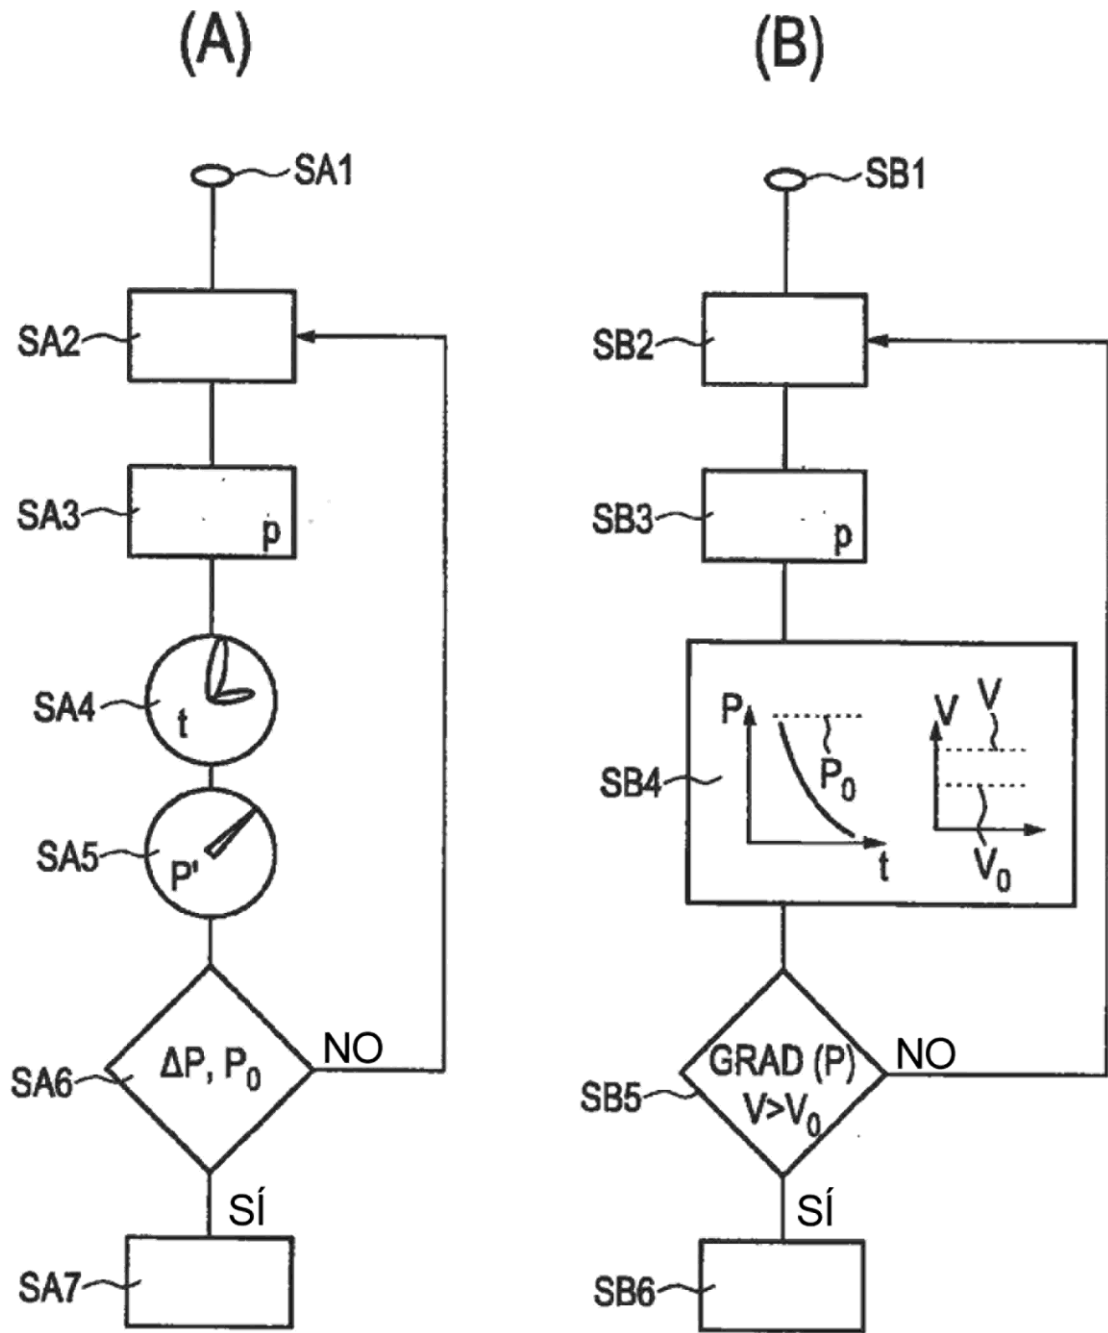 (A)
SA1
SA2
SA3
p
SA4
t
SA5
P'
SA6
ΔP, P₀
NO
SÍ
SA7
(B)
SB1
SB2
SB3
p
SB4
P
P₀
t
V
V
V₀
SB5
GRAD (P)
V>V₀
NO
SÍ
SB6